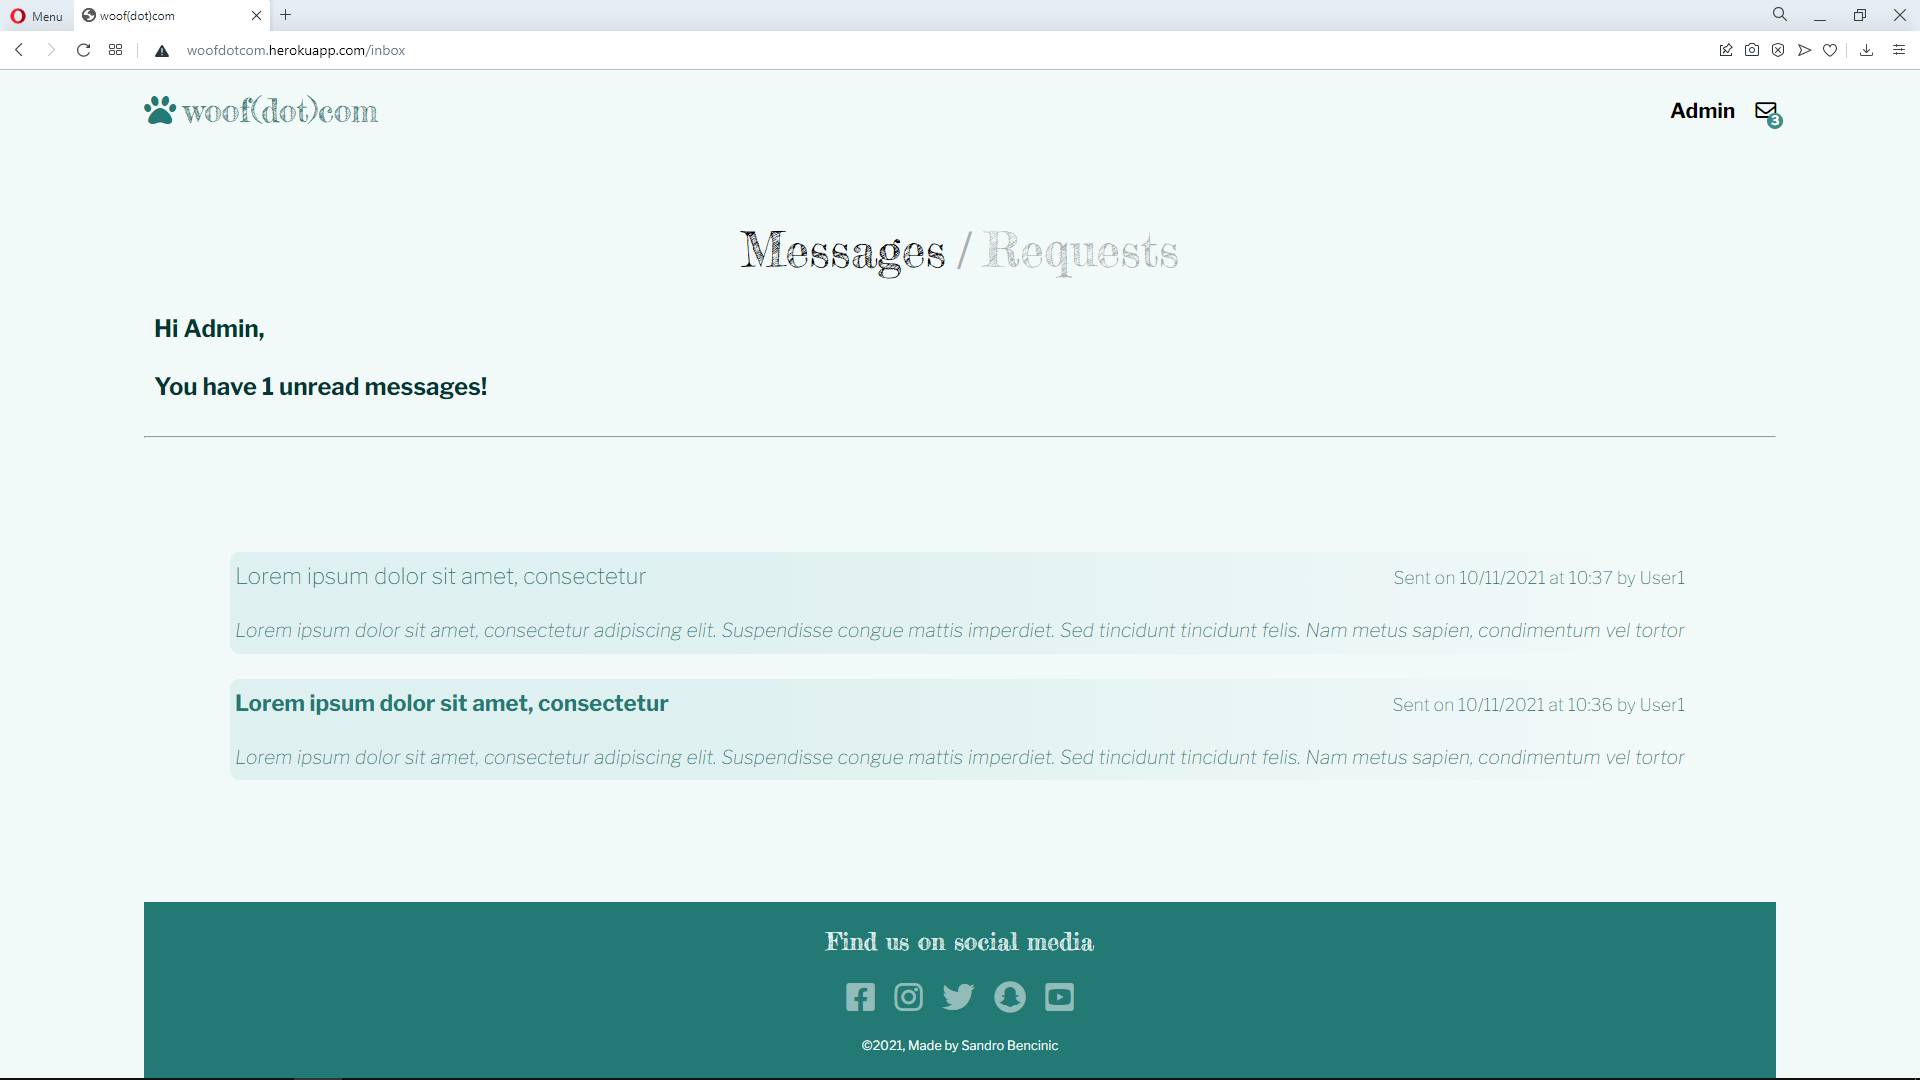 Menu
woof(dot)com
woofdotcom.herokuapp.com/inbox
woof(dot)com
Admin
3
Messages / Requests
Hi Admin,
You have 1 unread messages!
Lorem ipsum dolor sit amet, consectetur
Sent on 10/11/2021 at 10:37 by User1
Lorem ipsum dolor sit amet, consectetur adipiscing elit. Suspendisse congue mattis imperdiet. Sed tincidunt tincidunt felis. Nam metus sapien, condimentum vel tortor
Lorem ipsum dolor sit amet, consectetur
Sent on 10/11/2021 at 10:36 by User1
Lorem ipsum dolor sit amet, consectetur adipiscing elit. Suspendisse congue mattis imperdiet. Sed tincidunt tincidunt felis. Nam metus sapien, condimentum vel tortor
Find us on social media
©2021, Made by Sandro Bencinic